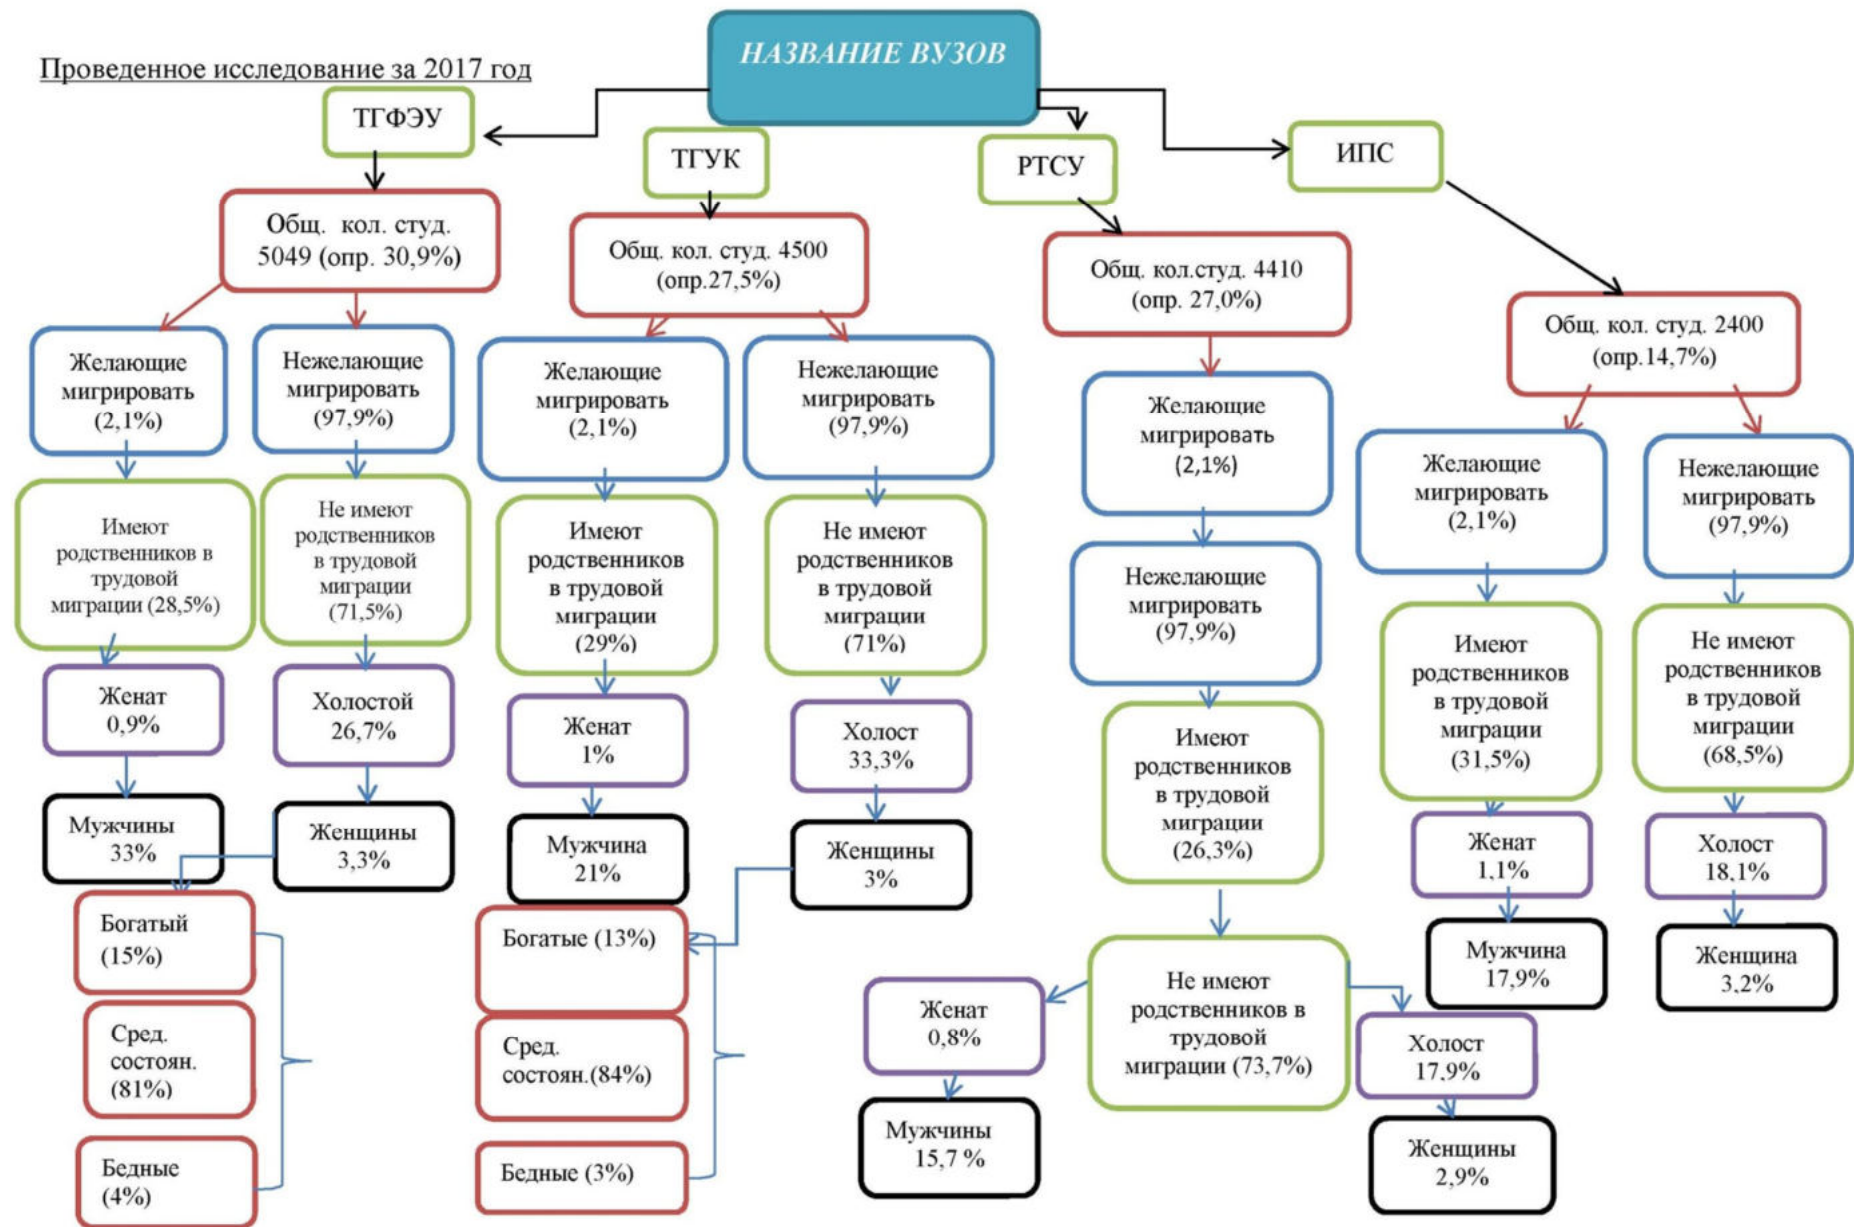 НАЗВАНИЕ ВУЗОВ
Проведенное исследование за 2017 год
ТГФЭУ
ТГУК
РТСУ
ИПС
Общ. кол. студ.
5049 (опр. 30,9%)
Общ. кол. студ. 4500
(опр.27,5%)
Общ. кол.студ. 4410
(опр. 27,0%)
Общ. кол. студ. 2400
(опр.14,7%)
Желающие
мигрировать
(2,1%)
Нежелающие
мигрировать
(97,9%)
Желающие
мигрировать
(2,1%)
Нежелающие
мигрировать
(97,9%)
Желающие
мигрировать
(2,1%)
Желающие
мигрировать
(2,1%)
Нежелающие
мигрировать
(97,9%)
Имеют
родственников в
трудовой
миграции (28,5%)
Не имеют
родственников
в трудовой
миграции
(71,5%)
Имеют
родственников
в трудовой
миграции
(29%)
Не имеют
родственников
в трудовой
миграции
(71%)
Нежелающие
мигрировать
(97,9%)
Имеют
родственников
в трудовой
миграции
(31,5%)
Не имеют
родственников
в трудовой
миграции
(68,5%)
Женат
0,9%
Холостой
26,7%
Женат
1%
Холост
33,3%
Имеют
родственников
в трудовой
миграции
(26,3%)
Женат
1,1%
Холост
18,1%
Мужчины
33%
Женщины
3,3%
Мужчина
21%
Женщины
3%
Мужчина
17,9%
Женщина
3,2%
Богатый
(15%)
Богатые (13%)
Женат
0,8%
Не имеют
родственников в
трудовой
миграции (73,7%)
Холост
17,9%
Сред.
состоян.
(81%)
Сред.
состоян.(84%)
Мужчины
15,7 %
Женщины
2,9%
Бедные
(4%)
Бедные (3%)